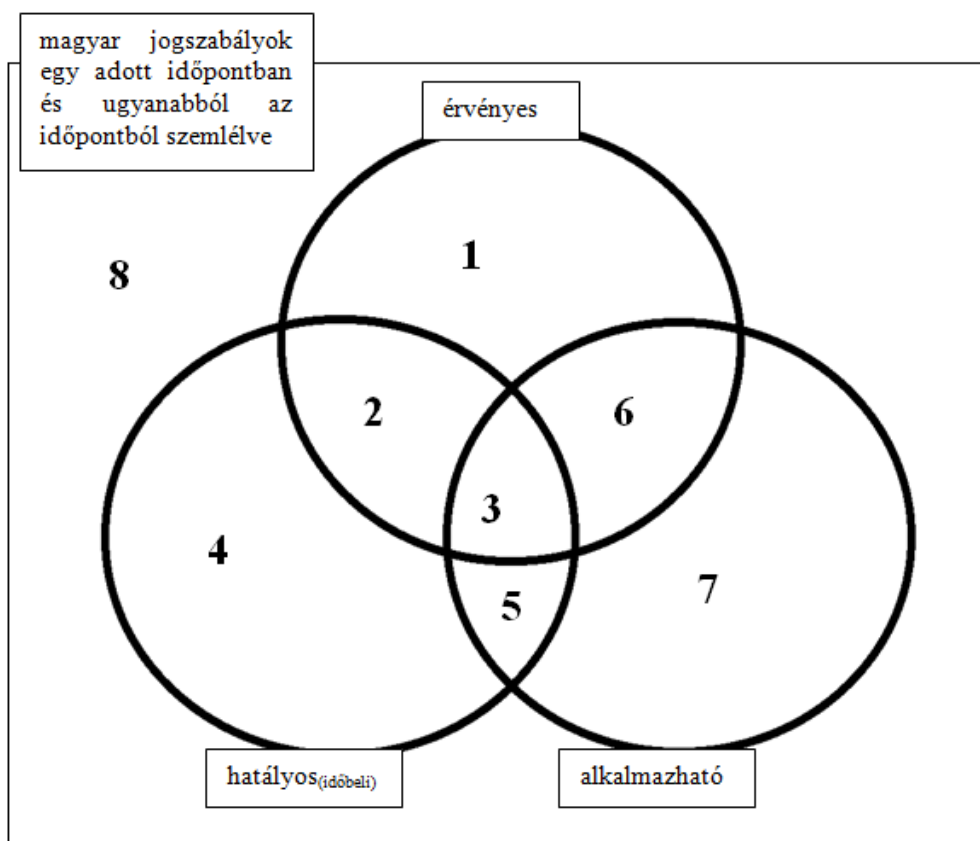 magyar jogszabályok
egy adott időpontban
és ugyanabból az
időpontból szemlélve
érvényes
1
8
2
6
3
4
7
5
hatályos(időbeli)
alkalmazható